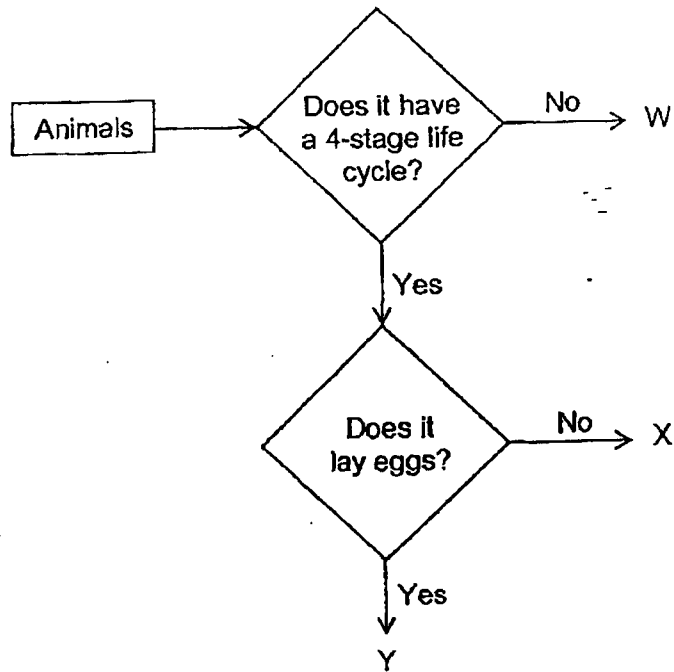 Animals
Does it have
a 4-stage life
cycle?
No
W
Yes
Does it
lay eggs?
No
X
Yes
Y